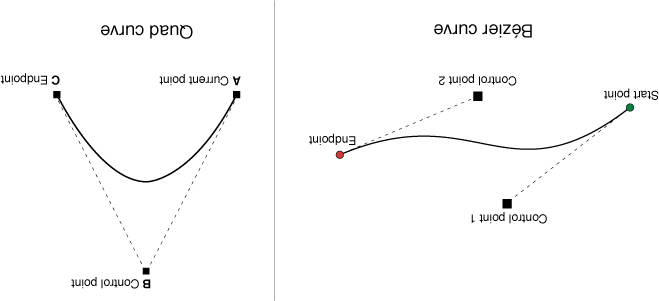 Bézier curve
Start point
Control point 2
Endpoint
Control point 1
Quad curve
A Current point
C Endpoint
B Control point